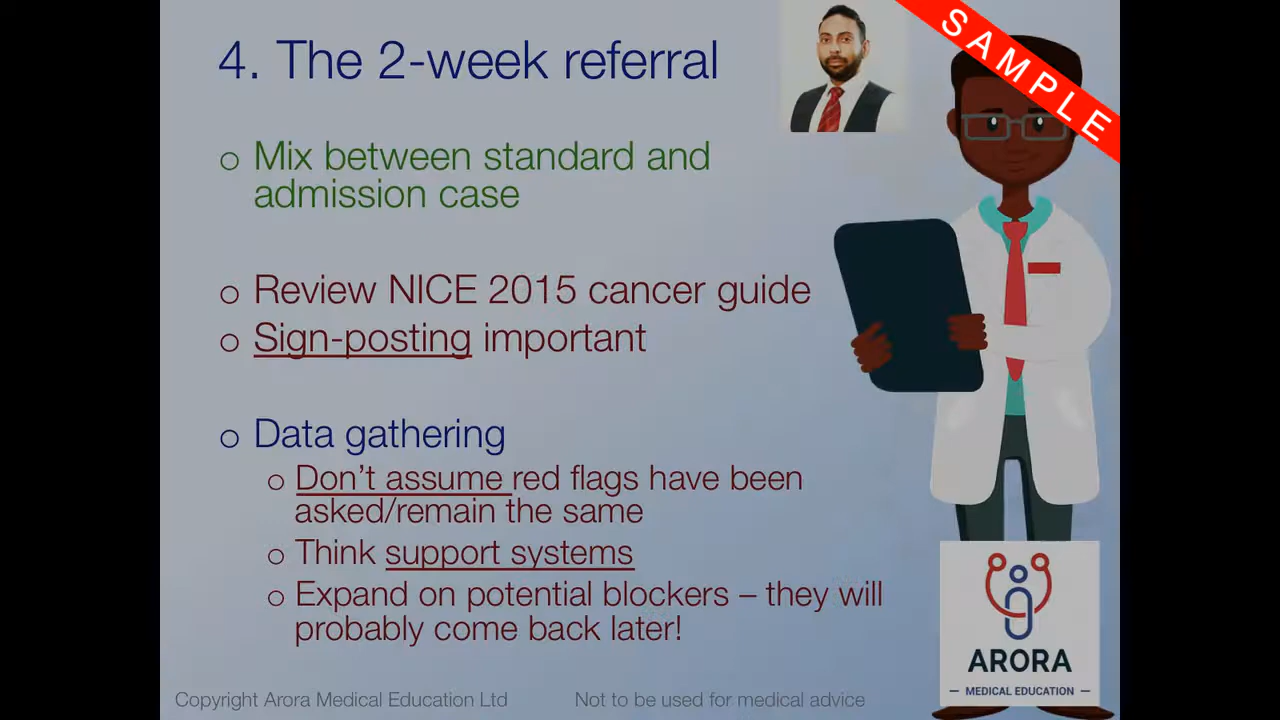 4. The 2-week referral
SAMPLE
o Mix between standard and
admission case
o Review NICE 2015 cancer guide
o Sign-posting important
o Data gathering
o Don't assume red flags have been
asked/remain the same
o Think support systems
o Expand on potential blockers – they will
probably come back later!
ARORA
— MEDICAL EDUCATION —
Copyright Arora Medical Education Ltd
Not to be used for medical advice